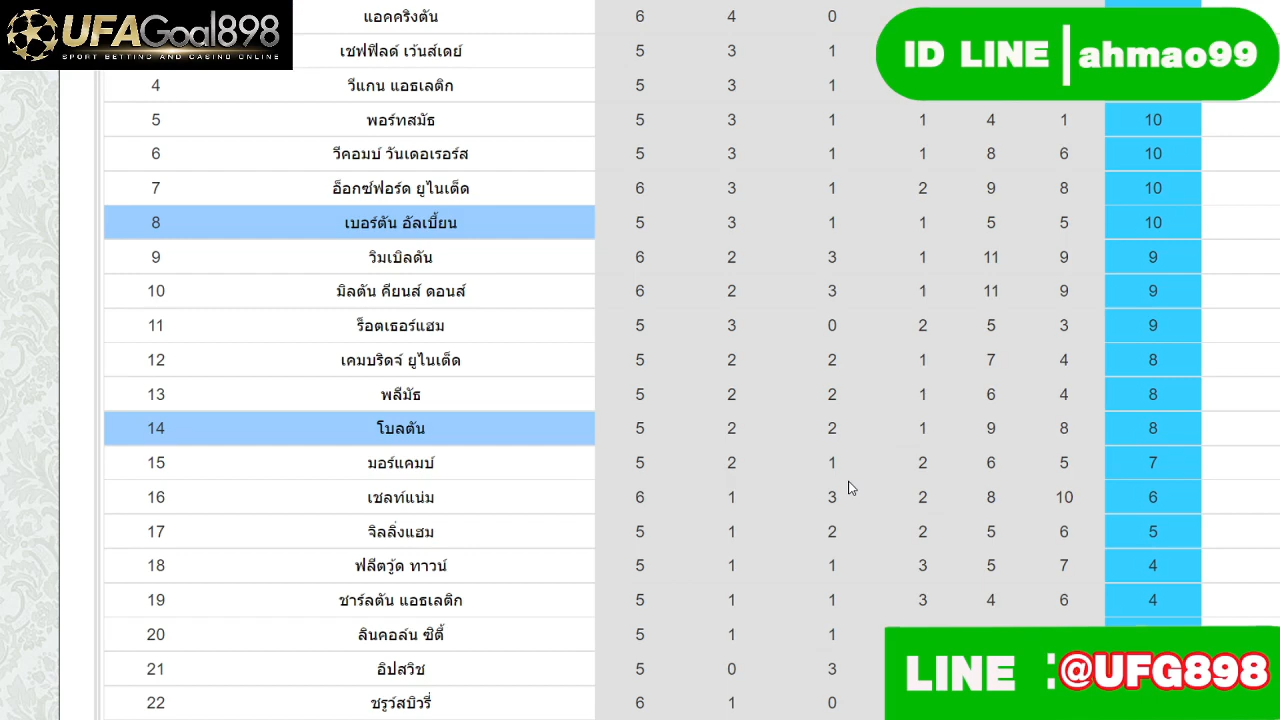 UFAGoal898
SPORT BETTING AND CASINO ONLINE
ID LINE | ahmao99
แอคคริงตัน 6 4 0
เชฟฟิลด์ เว้นส์เดย์ 5 3 1
4 วีแกน แอธเลติก 5 3 1
5 พอร์ทสมัธ 5 3 1 1 4 1 10
6 วีคอมบ์ วันเดอเรอร์ส 5 3 1 1 8 6 10
7 อ็อกซ์ฟอร์ด ยูไนเต็ด 6 3 1 2 9 8 10
8 เบอร์ตัน อัลเบี้ยน 5 3 1 1 5 5 10
9 วิมเบิลดัน 6 2 3 1 11 9 9
10 มิลตัน คียนส์ ดอนส์ 6 2 3 1 11 9 9
11 ร็อตเธอร์แฮม 5 3 0 2 5 3 9
12 เคมบริดจ์ ยูไนเต็ด 5 2 2 1 7 4 8
13 พลีมัธ 5 2 2 1 6 4 8
14 โบลตัน 5 2 2 1 9 8 8
15 มอร์แคมบ์ 5 2 1 2 6 5 7
16 เชลท์แน่ม 6 1 3 2 8 10 6
17 จิลลิ่งแฮม 5 1 2 2 5 6 5
18 ฟลีตวู้ด ทาวน์ 5 1 1 3 5 7 4
19 ชาร์ลตัน แอธเลติก 5 1 1 3 4 6 4
20 ลินคอล์น ซิตี้ 5 1 1
21 อิปสวิช 5 0 3
22 ชรูว์สบิวรี่ 6 1 0
LINE : @UFG898